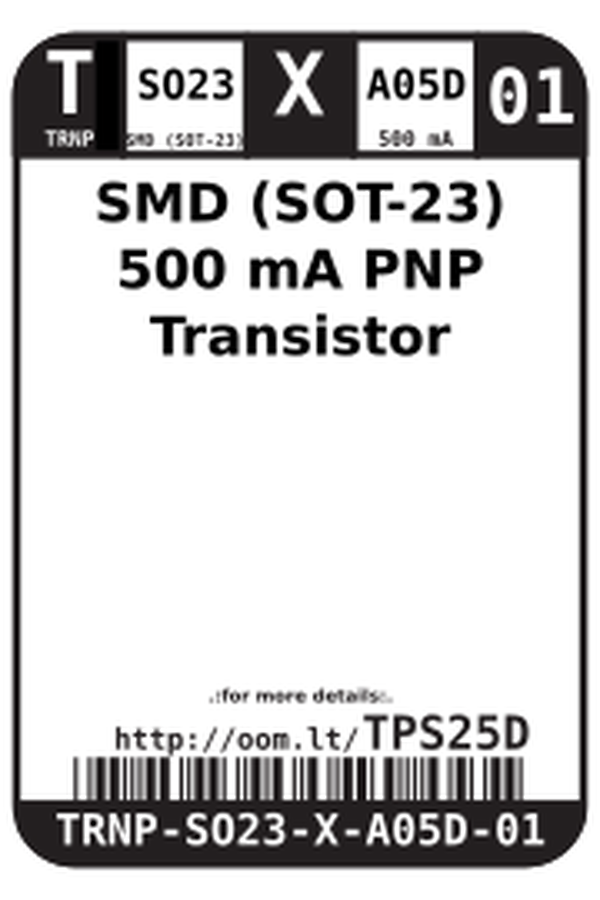 T SO23 X A05D 01
TRNP SMD (SOT-23) 500 mA
SMD (SOT-23)
500 mA PNP
Transistor
.:for more details:.
http://oom.lt/TPS25D
TRNP-SO23-X-A05D-01